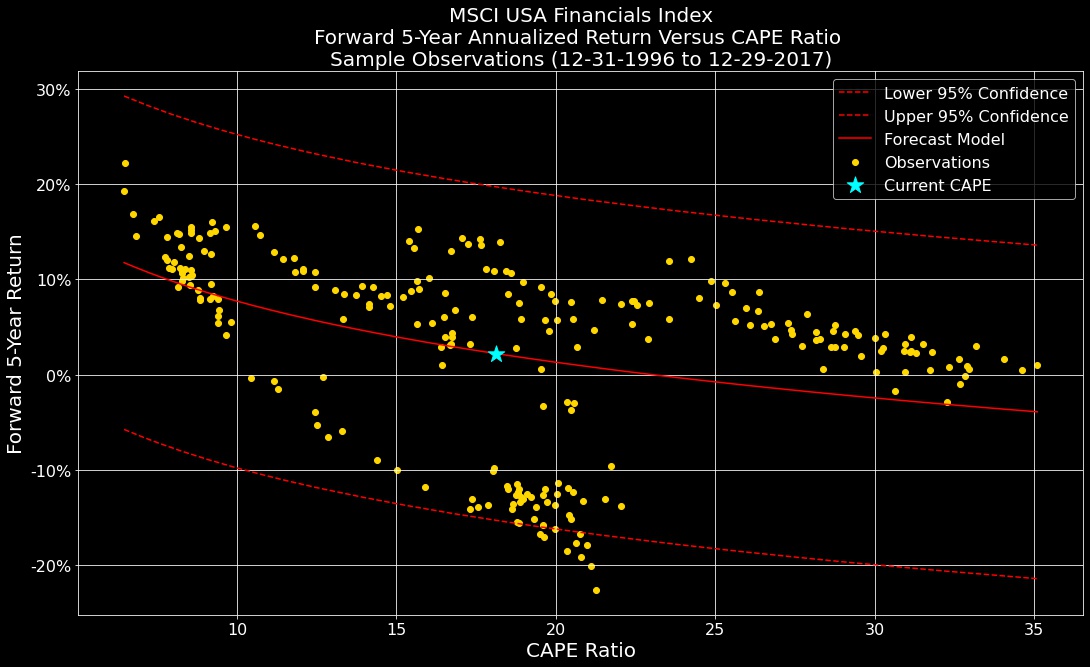 MSCI USA Financials Index
Forward 5-Year Annualized Return Versus CAPE Ratio
Sample Observations (12-31-1996 to 12-29-2017)
Lower 95% Confidence
Upper 95% Confidence
Forecast Model
Observations
Current CAPE
Forward 5-Year Return
30%
20%
10%
0%
-10%
-20%
10 15 20 25 30 35
CAPE Ratio